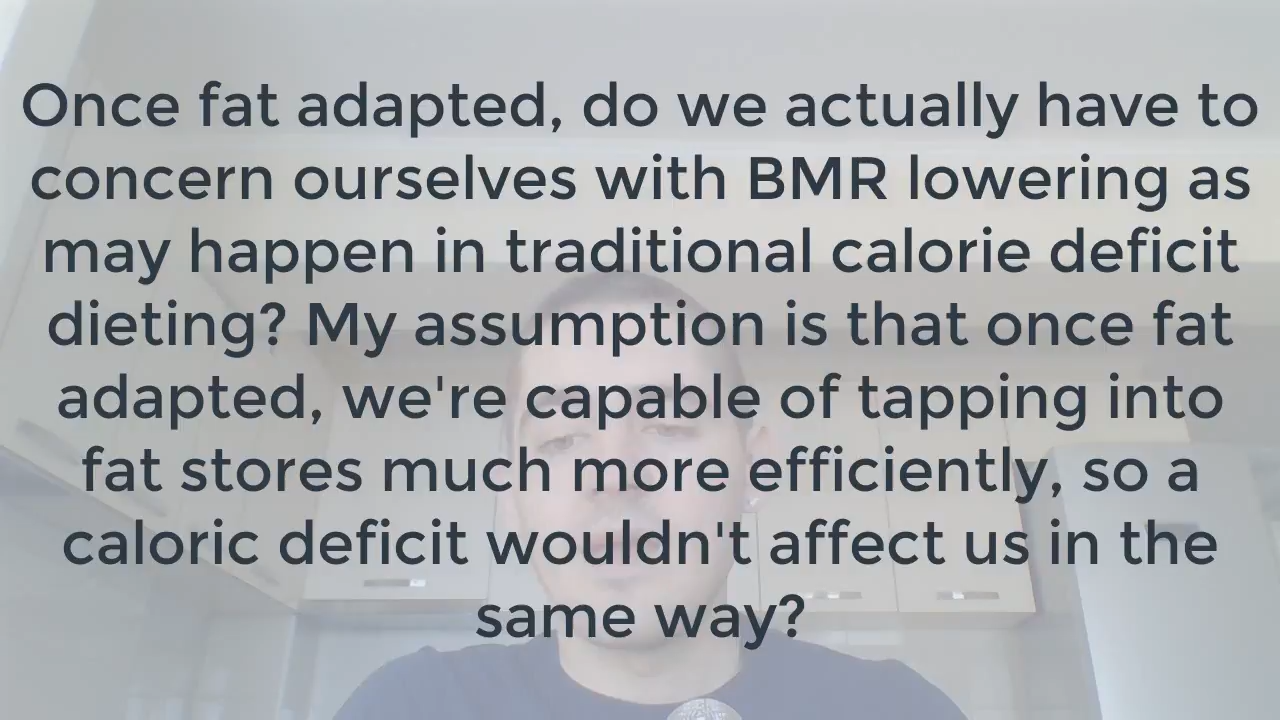 Once fat adapted, do we actually have to
concern ourselves with BMR lowering as
may happen in traditional calorie deficit
dieting? My assumption is that once fat
adapted, we're capable of tapping into
fat stores much more efficiently, so a
caloric deficit wouldn't affect us in the
same way?